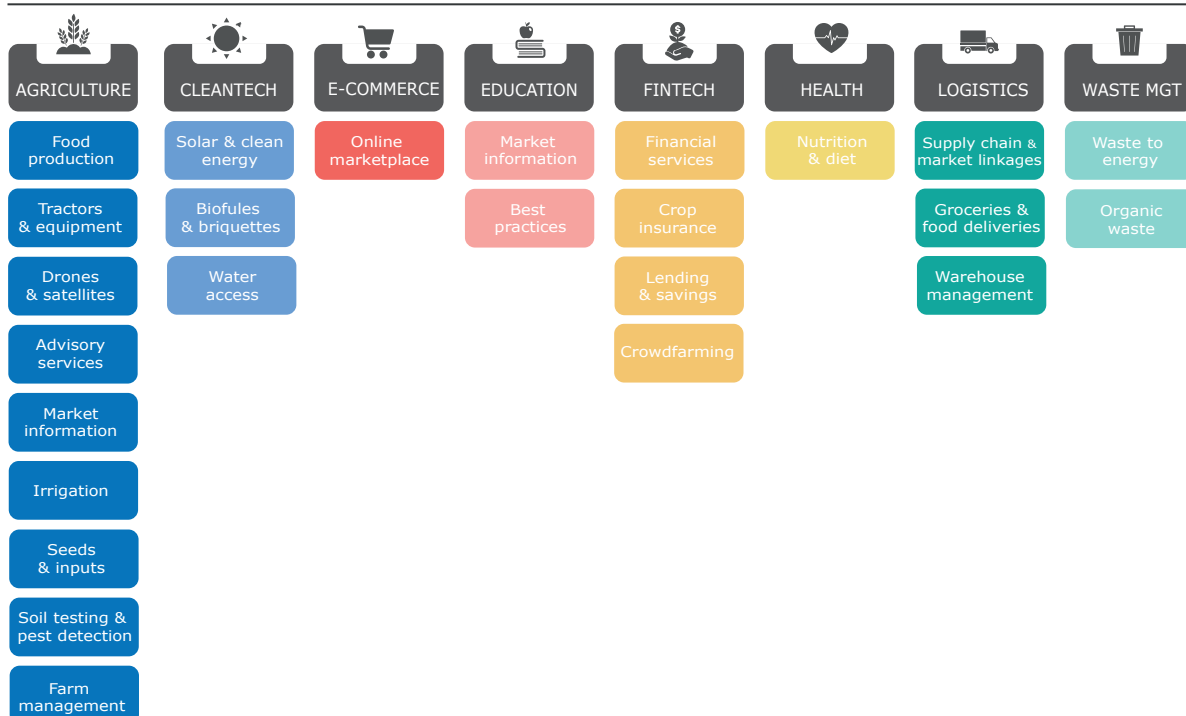 AGRICULTURE
Food
production
Tractors
& equipment
Drones
& satellites
Advisory
services
Market
information
Irrigation
Seeds
& inputs
Soil testing &
pest detection
Farm
management
CLEANTECH
Solar & clean
energy
Biofules
& briquettes
Water
access
E-COMMERCE
Online
marketplace
EDUCATION
Market
information
Best
practices
FINTECH
Financial
services
Crop
insurance
Lending
& savings
Crowdfarming
HEALTH
Nutrition
& diet
LOGISTICS
Supply chain &
market linkages
Groceries &
food deliveries
Warehouse
management
WASTE MGT
Waste to
energy
Organic
waste